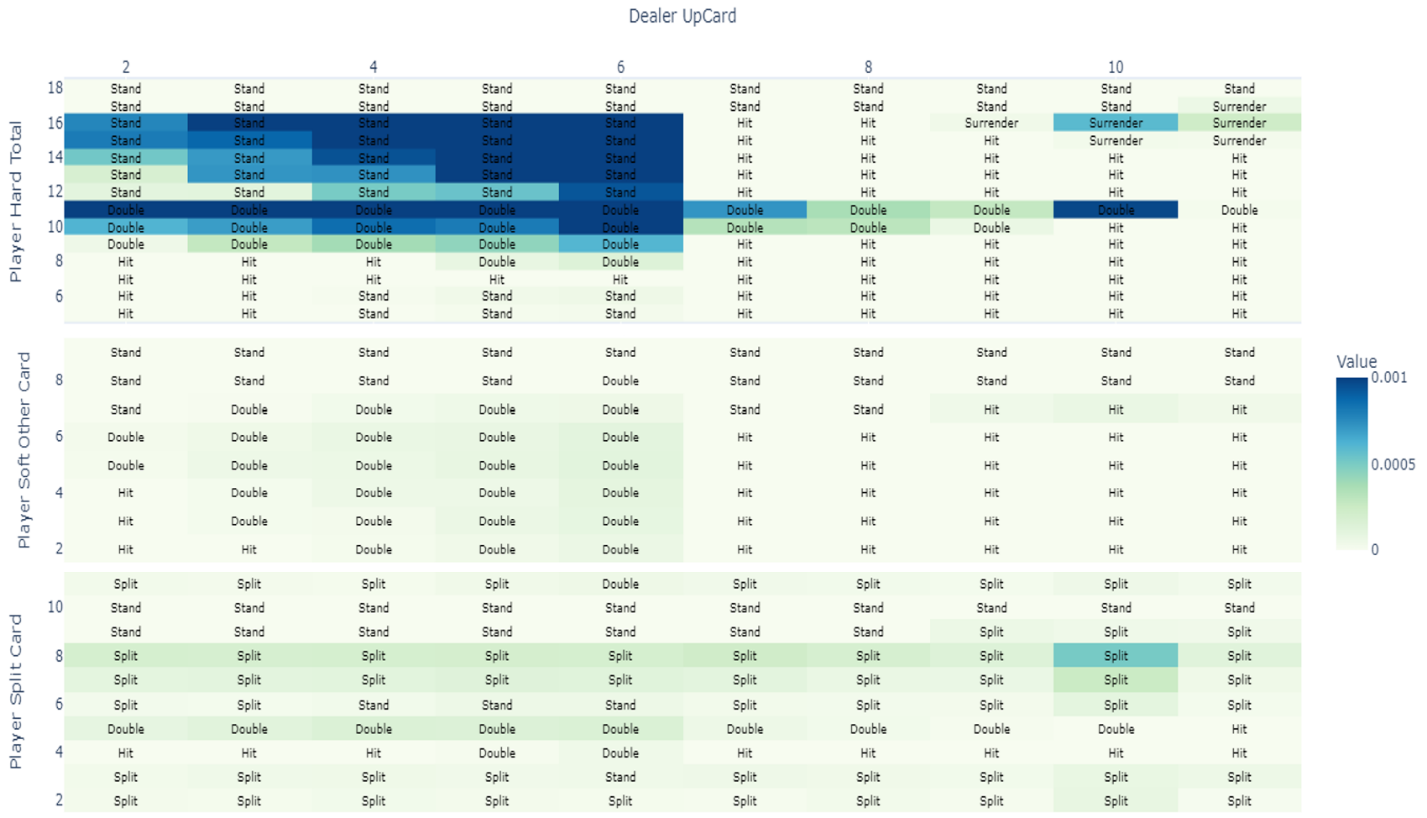 Dealer UpCard
2 4 6 8 10
18 Stand Stand Stand Stand Stand Stand Stand Stand Stand Stand
Stand Stand Stand Stand Stand Stand Stand Stand Stand Surrender
16 Stand Stand Stand Stand Stand Hit Hit Surrender Surrender Surrender
Stand Stand Stand Stand Stand Hit Hit Hit Surrender Surrender
14 Stand Stand Stand Stand Stand Hit Hit Hit Hit Hit
Stand Stand Stand Stand Stand Hit Hit Hit Hit Hit
12 Stand Stand Stand Stand Stand Hit Hit Hit Hit Hit
Double Double Double Double Double Double Double Double Double Double
10 Double Double Double Double Double Double Double Double Hit Hit
Double Double Double Double Double Hit Hit Hit Hit Hit
8 Hit Hit Hit Double Double Hit Hit Hit Hit Hit
Hit Hit Hit Hit Hit Hit Hit Hit Hit Hit
6 Hit Hit Stand Stand Stand Hit Hit Hit Hit Hit
Hit Hit Stand Stand Stand Hit Hit Hit Hit Hit
Player Hard Total
Stand Stand Stand Stand Stand Stand Stand Stand Stand Stand
8 Stand Stand Stand Stand Double Stand Stand Stand Stand Stand
Stand Double Double Double Double Stand Stand Hit Hit Hit
6 Double Double Double Double Double Hit Hit Hit Hit Hit
Double Double Double Double Double Hit Hit Hit Hit Hit
4 Hit Double Double Double Double Hit Hit Hit Hit Hit
Hit Double Double Double Double Hit Hit Hit Hit Hit
2 Hit Hit Double Double Double Hit Hit Hit Hit Hit
Player Soft Other Card
Split Split Split Split Double Split Split Split Split Split
10 Stand Stand Stand Stand Stand Stand Stand Stand Stand Stand
Stand Stand Stand Stand Stand Stand Stand Split Split Split
8 Split Split Split Split Split Split Split Split Split Split
Split Split Split Split Split Split Split Split Split Split
6 Split Split Stand Stand Stand Split Split Split Split Split
Double Double Double Double Double Double Double Double Double Hit
4 Hit Hit Hit Double Double Hit Hit Hit Hit Hit
Split Split Split Split Stand Split Split Split Split Split
2 Split Split Split Split Split Split Split Split Split Split
Player Split Card
Value
0.001
0.0005
0